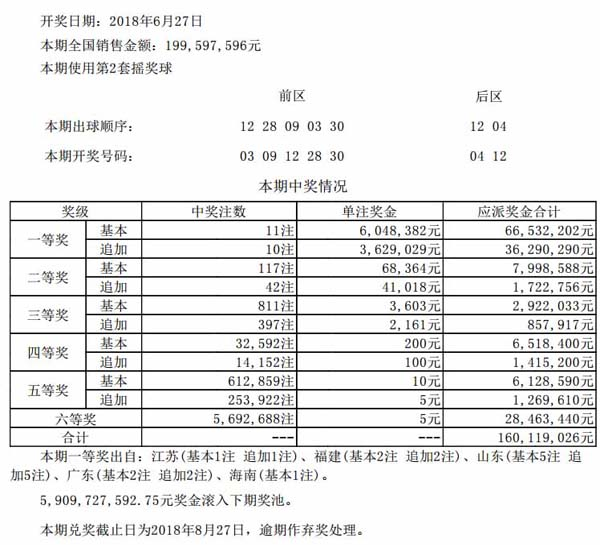 开奖日期：2018年6月27日
本期全国销售金额：199,597,596元
本期使用第2套摇奖球
前区 后区
本期出球顺序： 12 28 09 03 30 12 04
本期开奖号码： 03 09 12 28 30 04 12
本期中奖情况
奖级 中奖注数 单注奖金 应派奖金合计
一等奖 基本 11注 6,048,382元 66,532,202元
追加 10注 3,629,029元 36,290,290元
二等奖 基本 117注 68,364元 7,998,588元
追加 42注 41,018元 1,722,756元
三等奖 基本 811注 3,603元 2,922,033元
追加 397注 2,161元 857,917元
四等奖 基本 32,592注 200元 6,518,400元
追加 14,152注 100元 1,415,200元
五等奖 基本 612,859注 10元 6,128,590元
追加 253,922注 5元 1,269,610元
六等奖 5,692,688注 5元 28,463,440元
合计 --- --- 160,119,026元
本期一等奖出自：江苏(基本1注 追加1注)、福建(基本2注 追加2注)、山东(基本5注 追
加5注)、广东(基本2注 追加2注)、海南(基本1注)。
5,909,727,592.75元奖金滚入下期奖池。
本期兑奖截止日为2018年8月27日，逾期作弃奖处理。